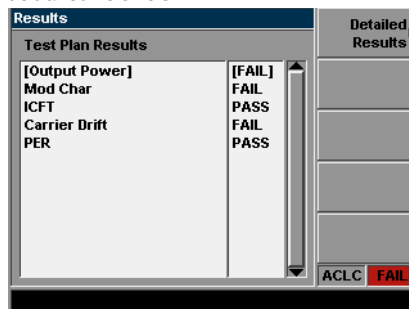 Results
Test Plan Results
[Output Power] [FAIL]
Mod Char FAIL
ICFT PASS
Carrier Drift FAIL
PER PASS
Detailed
Results
ACLC FAIL